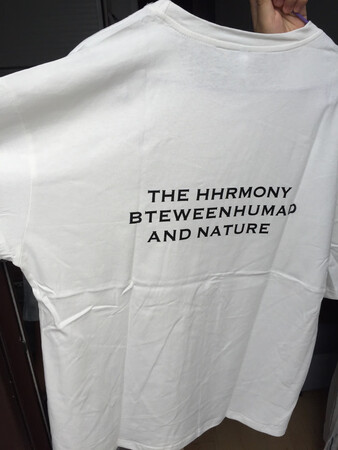 THE HHRMONY
BTEWEENHUMAD
AND NATURE